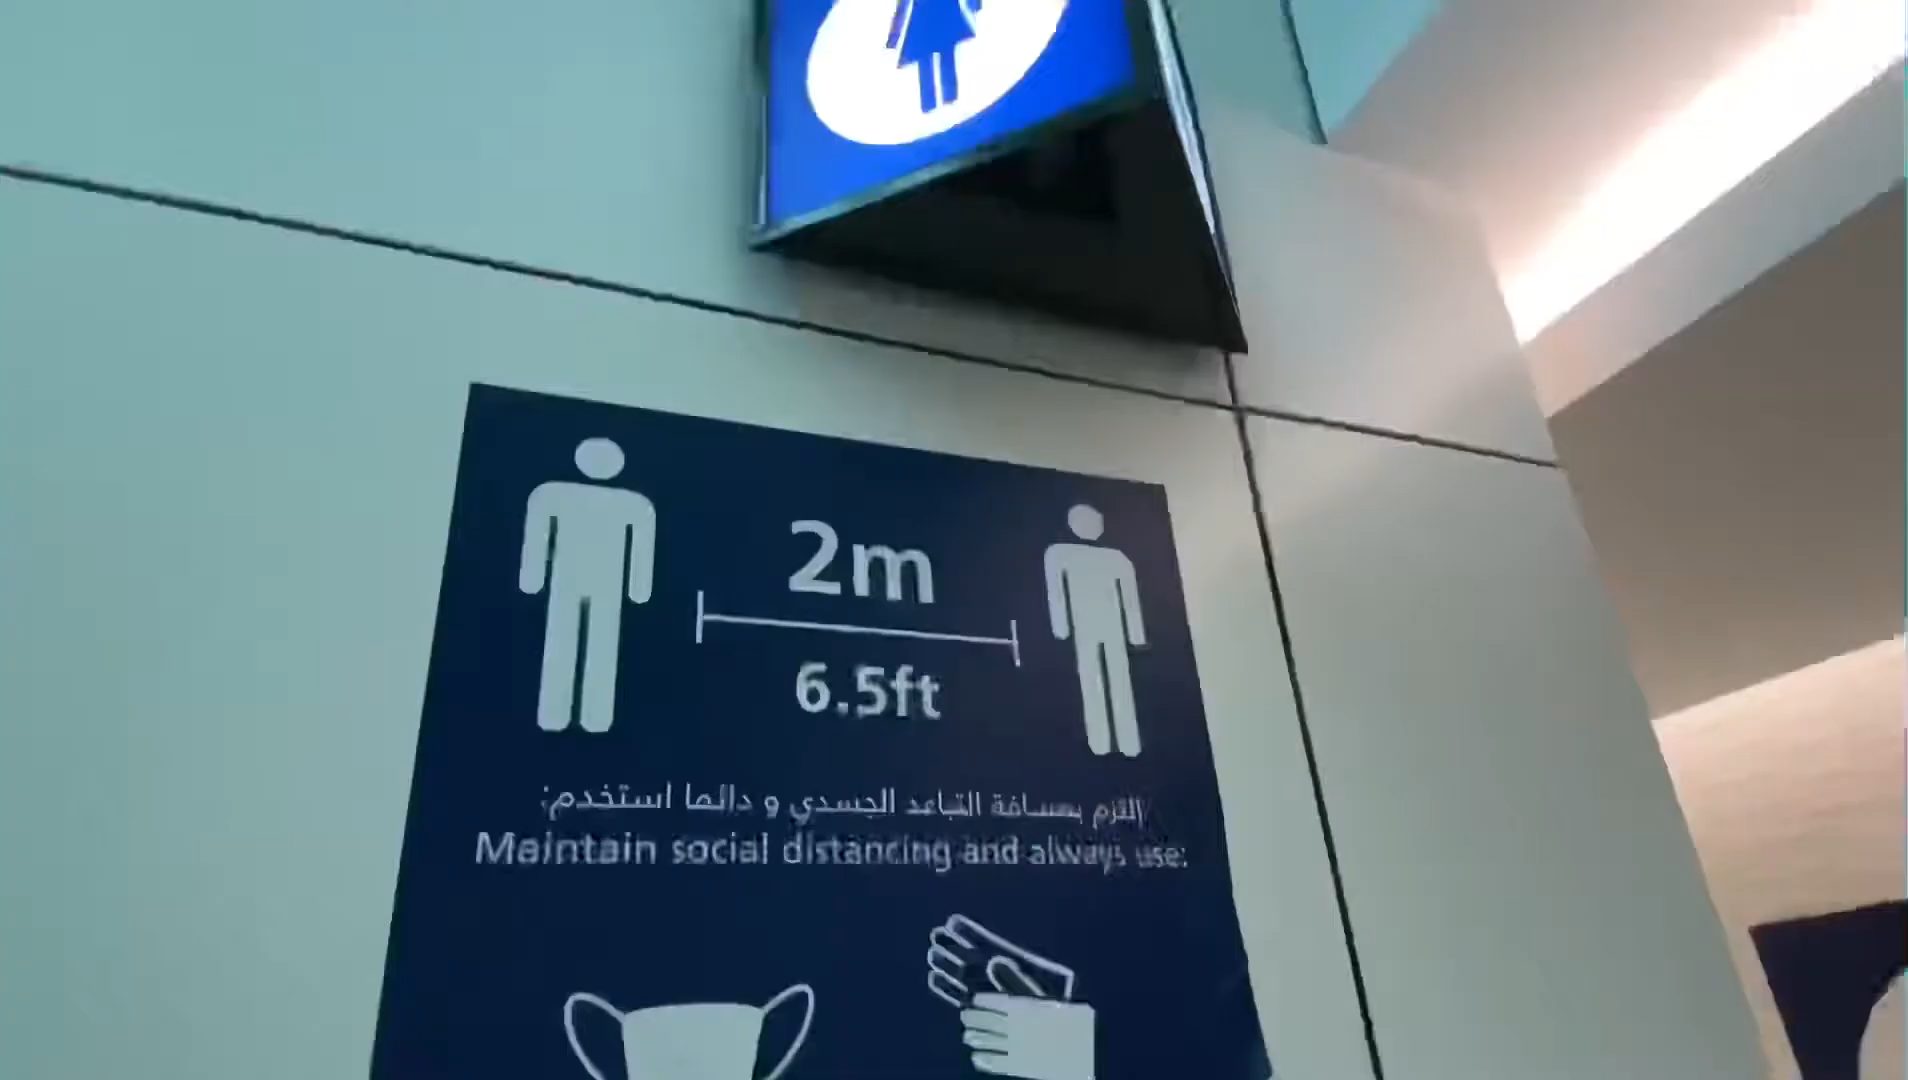 2m
6.5ft
إلتزم بمسافة التباعد الجسدي و دائما استخدم:
Maintain social distancing and always use: